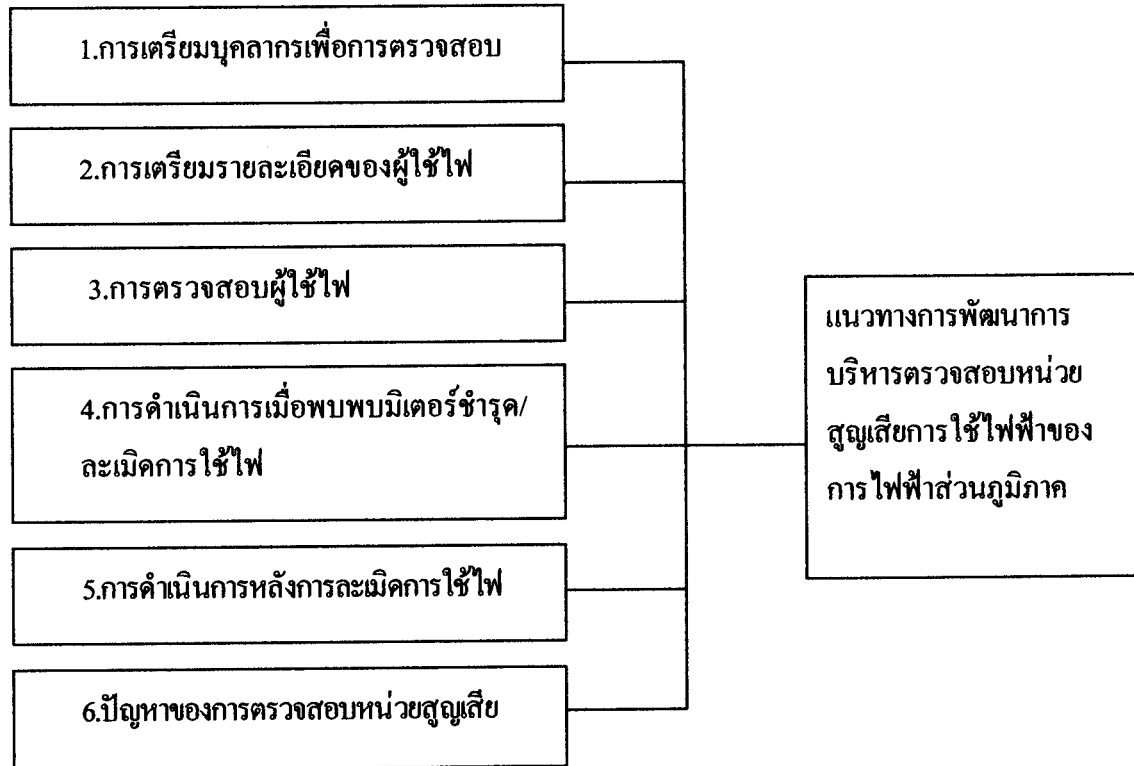 1.การเตรียมบุคลากรเพื่อการตรวจสอบ
2.การเตรียมรายละเอียดของผู้ใช้ไฟ
3.การตรวจสอบผู้ใช้ไฟ
4.การดำเนินการเมื่อพบพบมิเตอร์ชำรุด/
ละเมิดการใช้ไฟ
5.การดำเนินการหลังการละเมิดการใช้ไฟ
6.ปัญหาของการตรวจสอบหน่วยสูญเสีย
แนวทางการพัฒนาการ
บริหารตรวจสอบหน่วย
สูญเสียการใช้ไฟฟ้าของ
การไฟฟ้าส่วนภูมิภาค